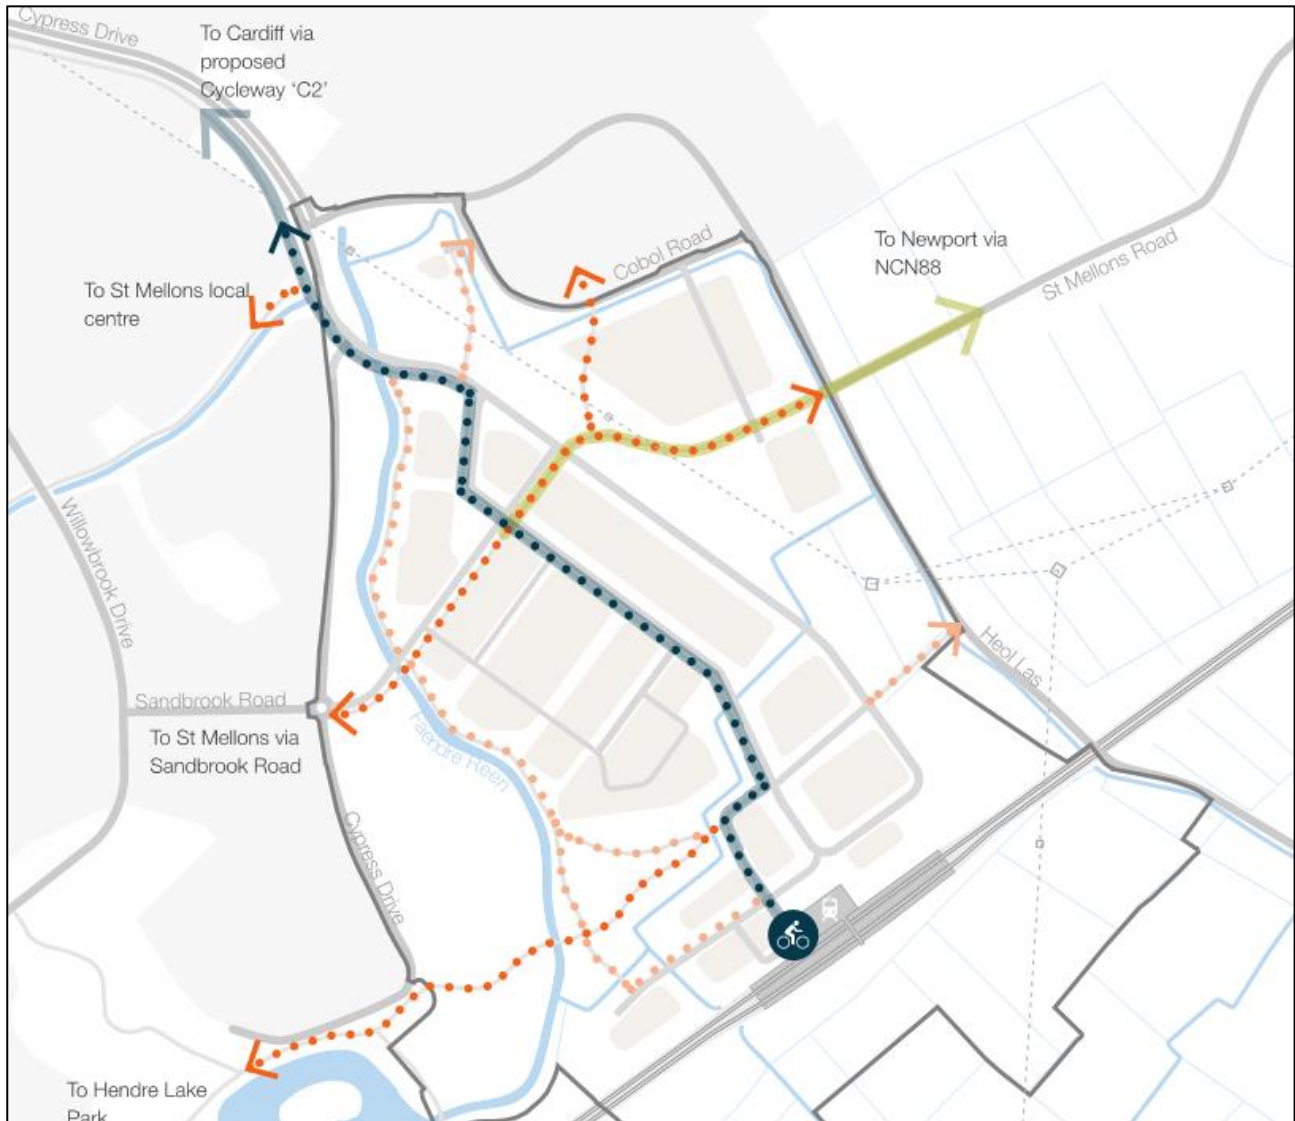 Cypress Drive
To Cardiff via
proposed
Cycleway ‘C2’
To St Mellons local
centre
Cobol Road
To Newport via
NCN88
St Mellons Road
Willowbrook Drive
Sandbrook Road
To St Mellons via
Sandbrook Road
Faendre Reen
Heol Las
Cypress Drive
To Hendre Lake
Park